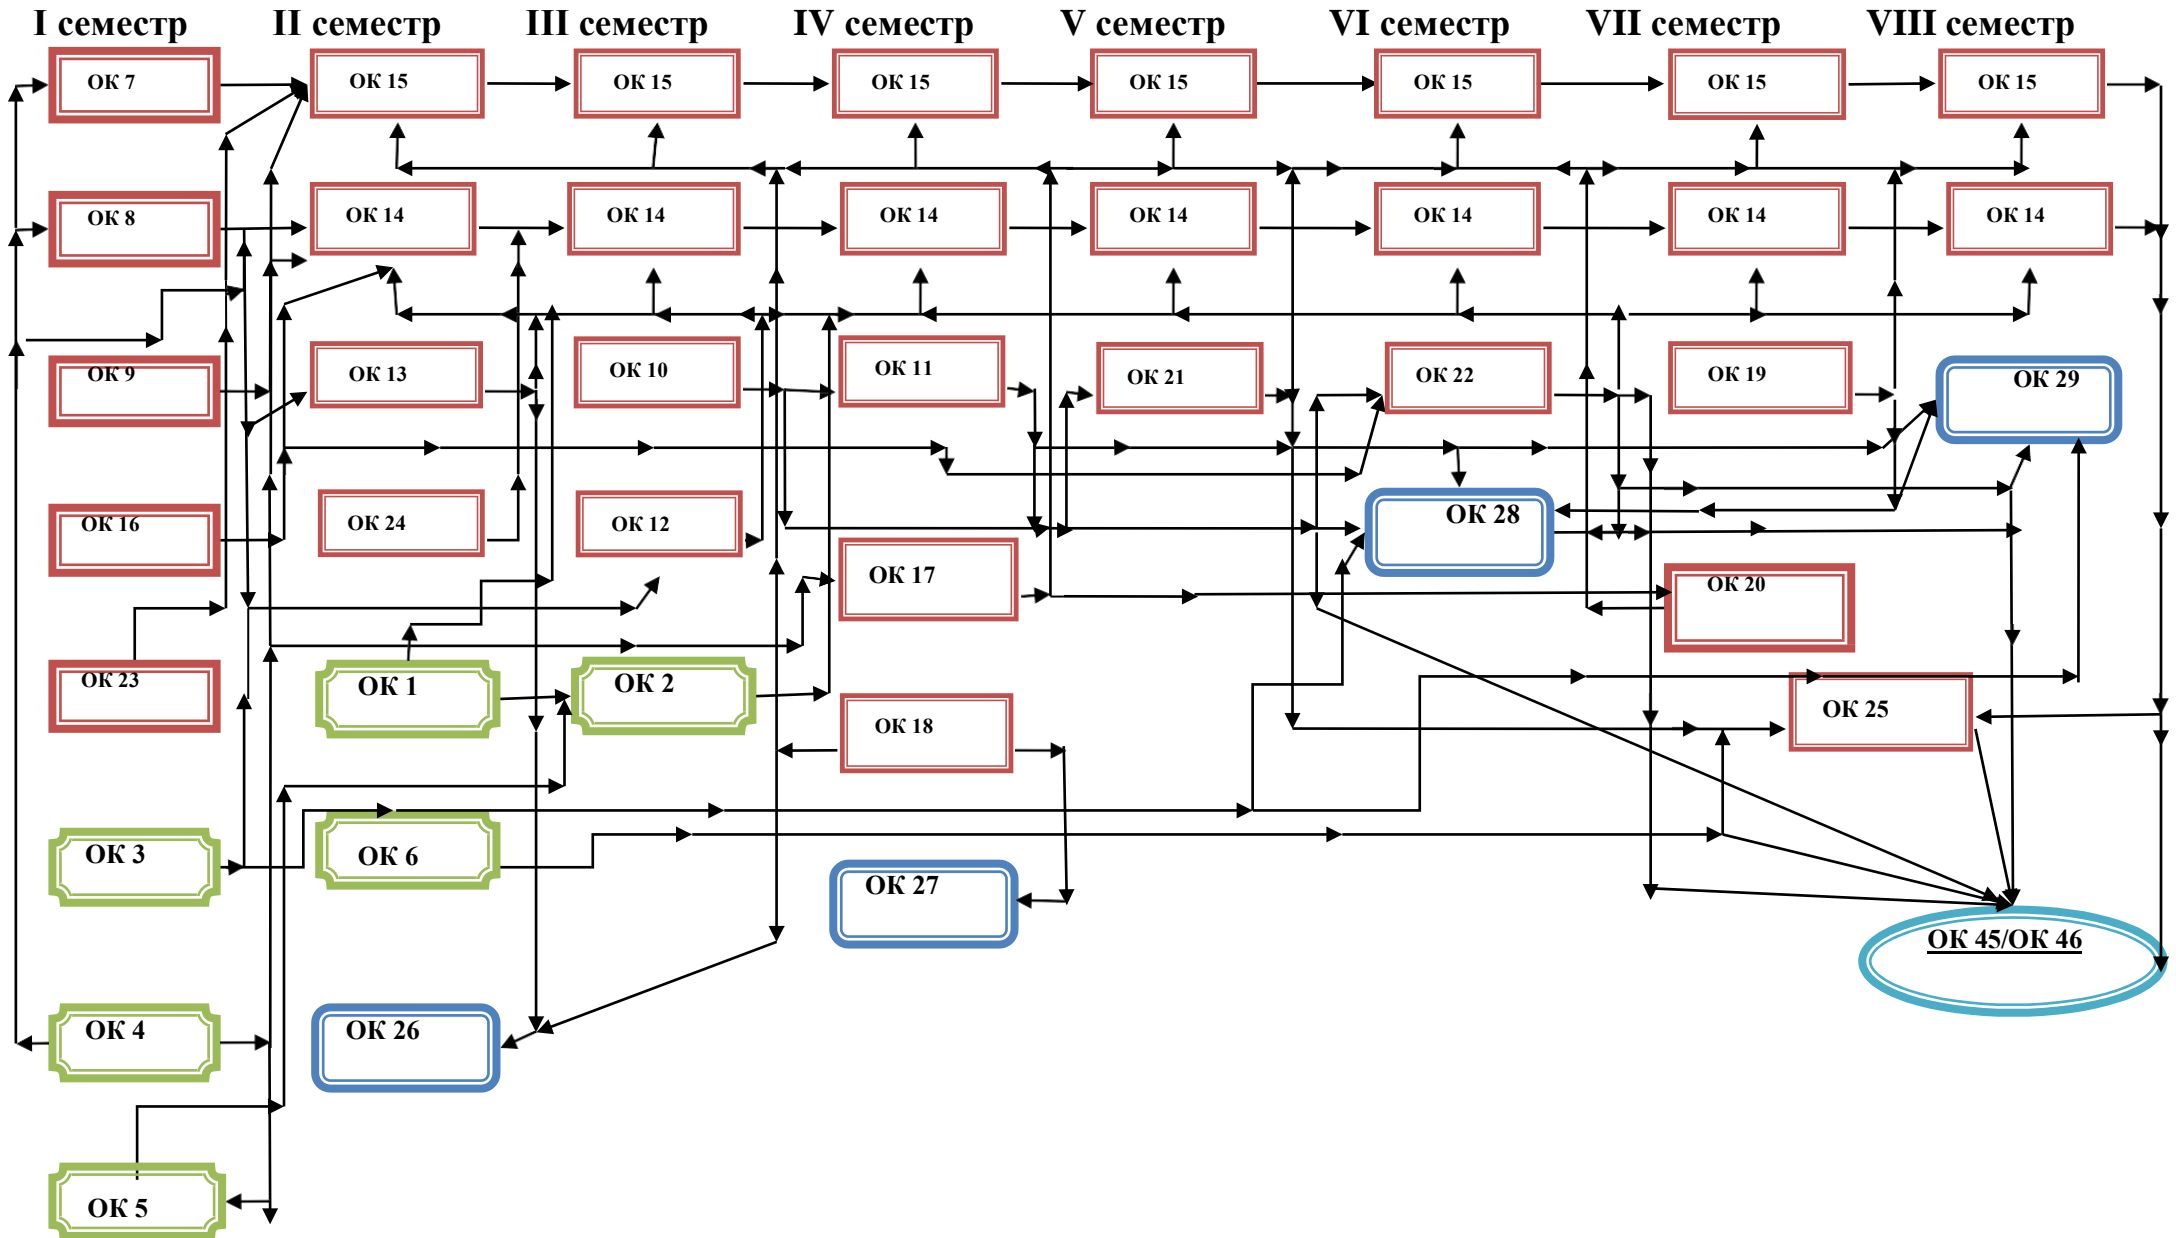 I семестр II семестр III семестр IV семестр V семестр VI семестр VII семестр VIII семестр
ОК 7 ОК 15 ОК 15 ОК 15 ОК 15 ОК 15 ОК 15 ОК 15
ОК 8 ОК 14 ОК 14 ОК 14 ОК 14 ОК 14 ОК 14 ОК 14
ОК 9 ОК 13 ОК 10 ОК 11 ОК 21 ОК 22 ОК 19 ОК 29
ОК 16 ОК 24 ОК 12 ОК 28
ОК 17 ОК 20
ОК 23 ОК 1 ОК 2
ОК 18 ОК 25
ОК 3 ОК 6
ОК 27
ОК 45/ОК 46
ОК 4 ОК 26
ОК 5